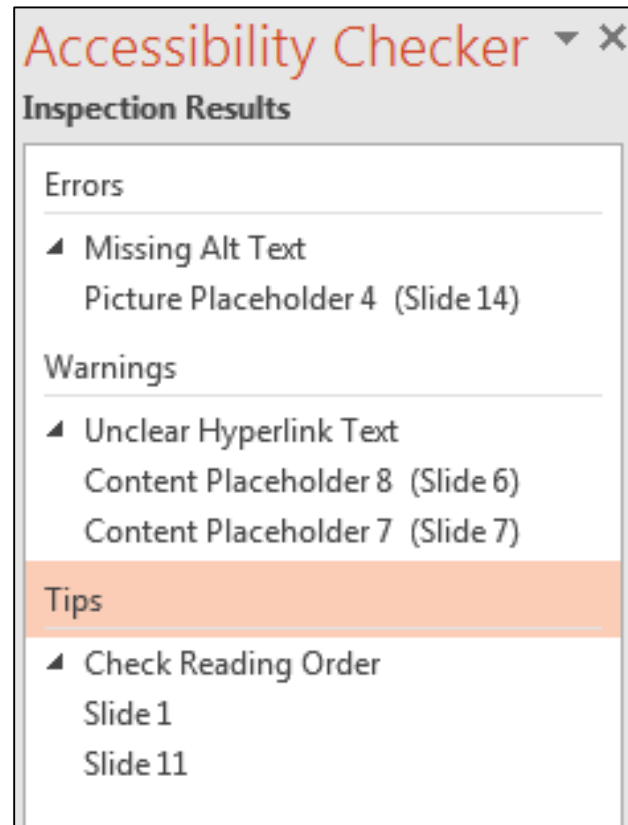 Accessibility Checker
Inspection Results
Errors
Missing Alt Text
Picture Placeholder 4 (Slide 14)
Warnings
Unclear Hyperlink Text
Content Placeholder 8 (Slide 6)
Content Placeholder 7 (Slide 7)
Tips
Check Reading Order
Slide 1
Slide 11